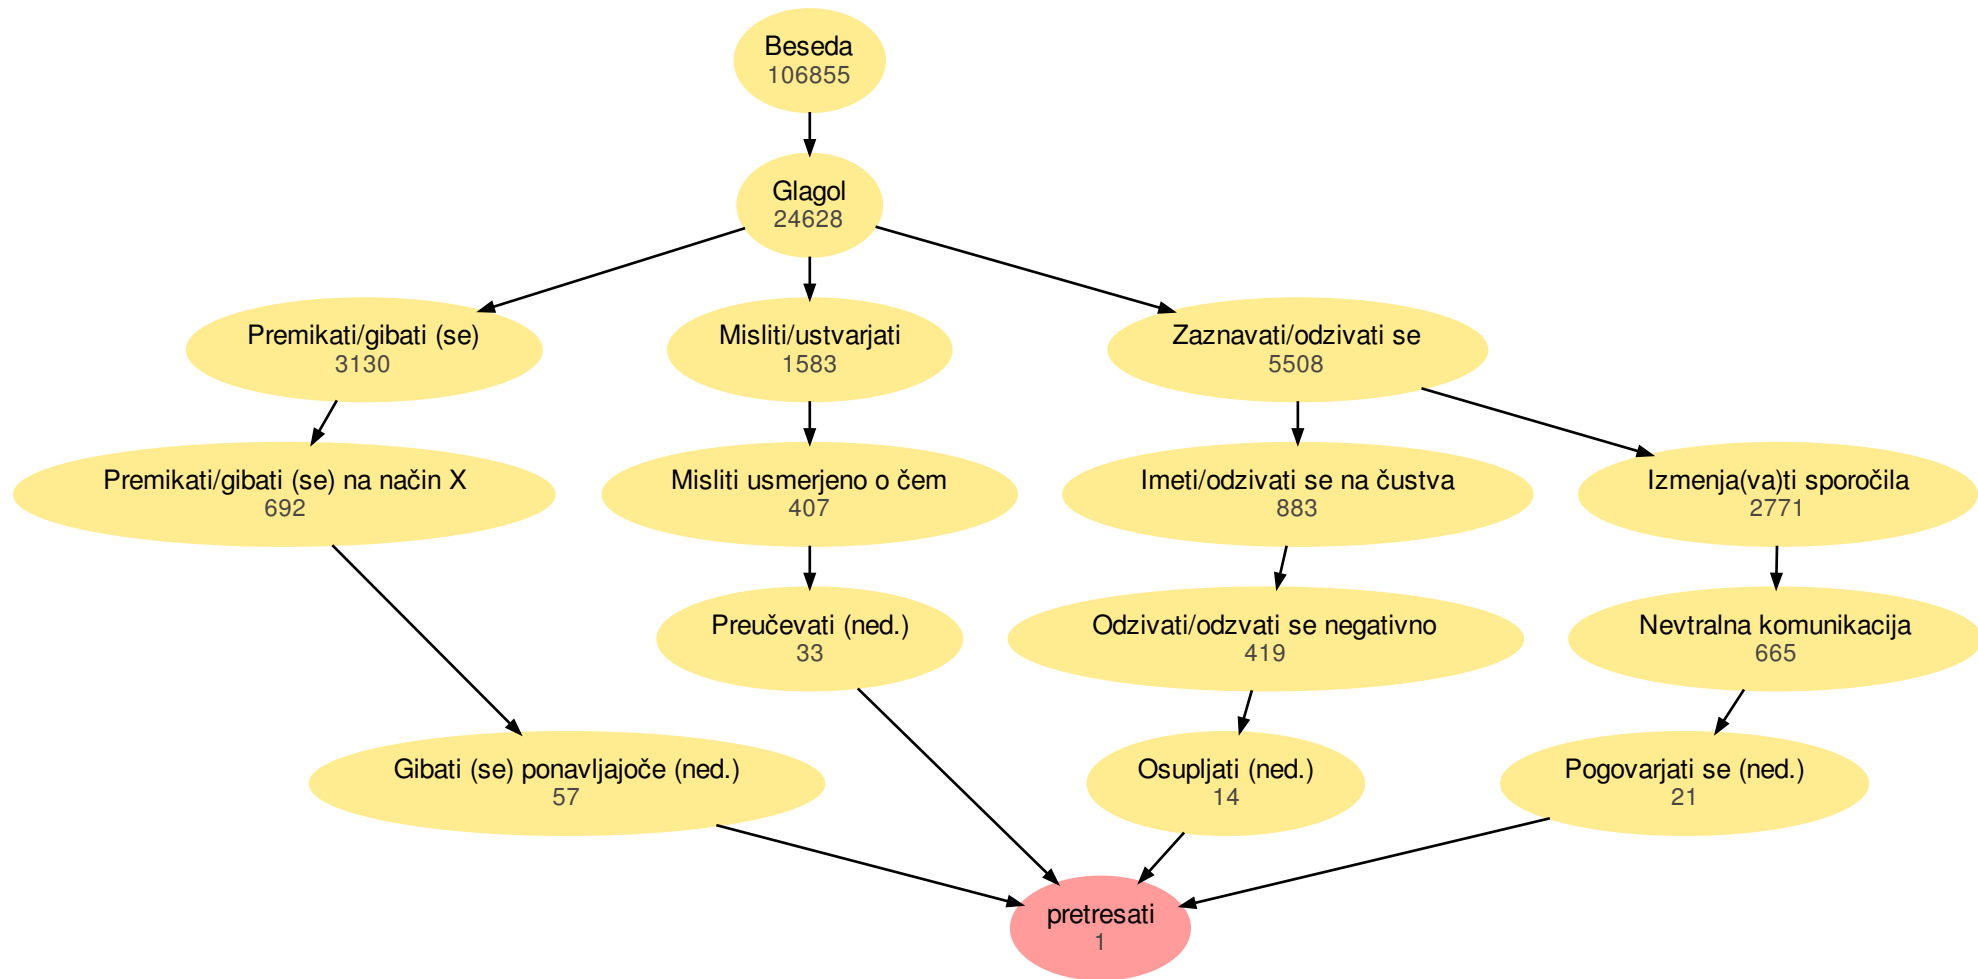 Beseda
106855
Glagol
24628
Premikati/gibati (se)
3130
Misliti/ustvarjati
1583
Zaznavati/odzivati se
5508
Premikati/gibati (se) na način X
692
Misliti usmerjeno o čem
407
Imeti/odzivati se na čustva
883
Izmenja(va)ti sporočila
2771
Preučevati (ned.)
33
Odzivati/odzvati se negativno
419
Nevtralna komunikacija
665
Gibati (se) ponavljajoče (ned.)
57
Osupljati (ned.)
14
Pogovarjati se (ned.)
21
pretresati
1